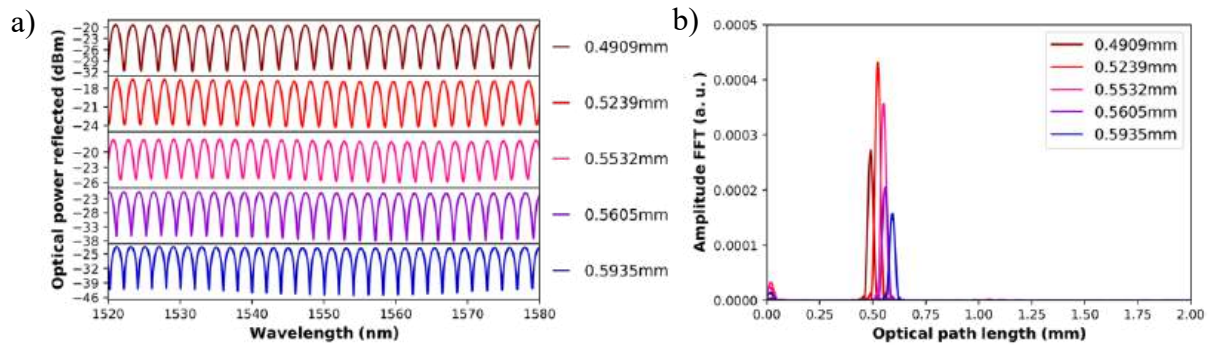 a)
Optical power reflected (dBm)
−20
−23
−26
−29
−32
−18
−21
−24
−20
−23
−26
−23
−28
−33
−38
−25
−32
−39
−46
1520 1530 1540 1550 1560 1570 1580
Wavelength (nm)
0.4909mm
0.5239mm
0.5532mm
0.5605mm
0.5935mm
b)
Amplitude FFT (a. u.)
0.0005
0.0004
0.0003
0.0002
0.0001
0.0000
0.00 0.25 0.50 0.75 1.00 1.25 1.50 1.75 2.00
Optical path length (mm)
0.4909mm
0.5239mm
0.5532mm
0.5605mm
0.5935mm